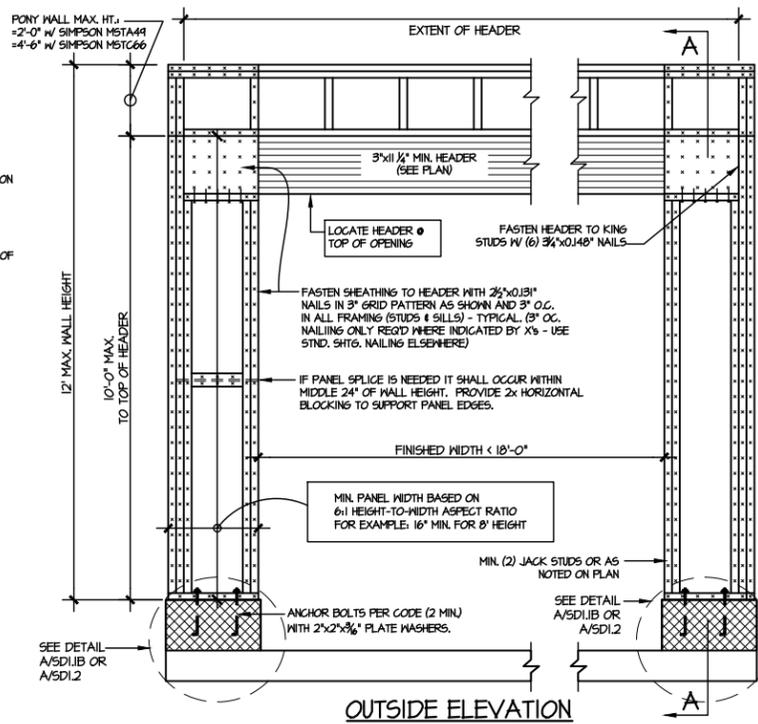 PONY WALL MAX. HT.:
=2'-0" W/ SIMPSON MSTA49
=4'-6" W/ SIMPSON MSTC66
EXTENT OF HEADER
A
ON
OF
3"x11 1/4" MIN. HEADER
(SEE PLAN)
LOCATE HEADER @
TOP OF OPENING
FASTEN HEADER TO KING
STUDS W/ (6) 3 1/4"x0.148" NAILS
FASTEN SHEATHING TO HEADER WITH 2 1/2"x0.131"
NAILS IN 3" GRID PATTERN AS SHOWN AND 3" O.C.
IN ALL FRAMING (STUDS & SILLS) - TYPICAL. (3" OC.
NAILIING ONLY REQ'D WHERE INDICATED BY X's - USE
STND. SHTG. NAILING ELSEWHERE)
12' MAX. WALL HEIGHT
10'-0" MAX.
TO TOP OF HEADER
IF PANEL SPLICE IS NEEDED IT SHALL OCCUR WITHIN
MIDDLE 24" OF WALL HEIGHT. PROVIDE 2x HORIZONTAL
BLOCKING TO SUPPORT PANEL EDGES.
FINISHED WIDTH < 18'-0"
MIN. PANEL WIDTH BASED ON
6:1 HEIGHT-TO-WIDTH ASPECT RATIO
FOR EXAMPLE: 16" MIN. FOR 8' HEIGHT
MIN. (2) JACK STUDS OR AS
NOTED ON PLAN
ANCHOR BOLTS PER CODE (2 MIN.)
WITH 2"x2"x3/16" PLATE WASHERS.
SEE DETAIL
A/SD1.1B OR
A/SD1.2
SEE DETAIL
A/SD1.1B OR
A/SD1.2
A
OUTSIDE ELEVATION